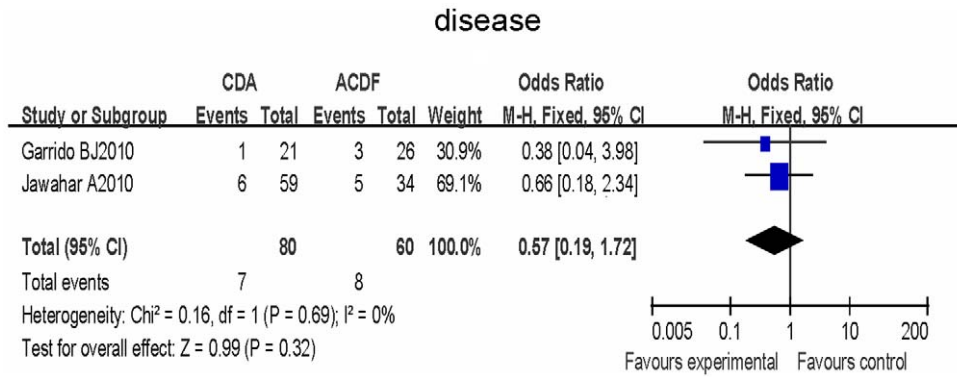 disease
CDA ACDF Odds Ratio Odds Ratio
Study or Subgroup Events Total Events Total Weight M-H, Fixed, 95% CI M-H, Fixed, 95% CI
Garrido BJ2010 1 21 3 26 30.9% 0.38 [0.04, 3.98]
Jawahar A2010 6 59 5 34 69.1% 0.66 [0.18, 2.34]
Total (95% CI) 80 60 100.0% 0.57 [0.19, 1.72]
Total events 7 8
Heterogeneity: Chi² = 0.16, df = 1 (P = 0.69); I² = 0%
Test for overall effect: Z = 0.99 (P = 0.32)
0.005 0.1 1 10 200
Favours experimental Favours control